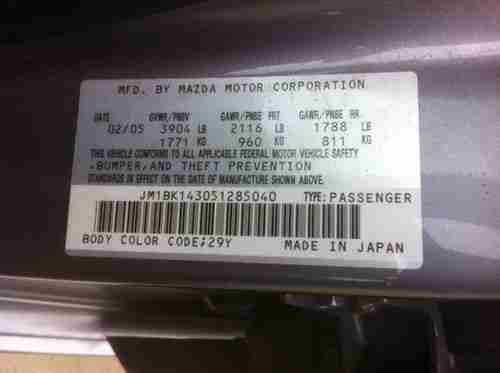 MFD. BY MAZDA MOTOR CORPORATION
DATE GVWR/PNBV GAWR/PNBE FRT GAWR/PNBE RR
02/05 3904 LB 2116 LB 1788 LB
1771 KG 960 KG 811 KG
THIS VEHICLE CONFORMS TO ALL APPLICABLE FEDERAL MOTOR VEHICLE SAFETY
*BUMPER,AND THEFT PREVENTION
STANDARDS IN EFFECT ON THE DATE OF MANUFACTURE SHOWN ABOVE.
JM1BK143051285040 TYPE:PASSENGER
BODY COLOR CODE;29Y MADE IN JAPAN